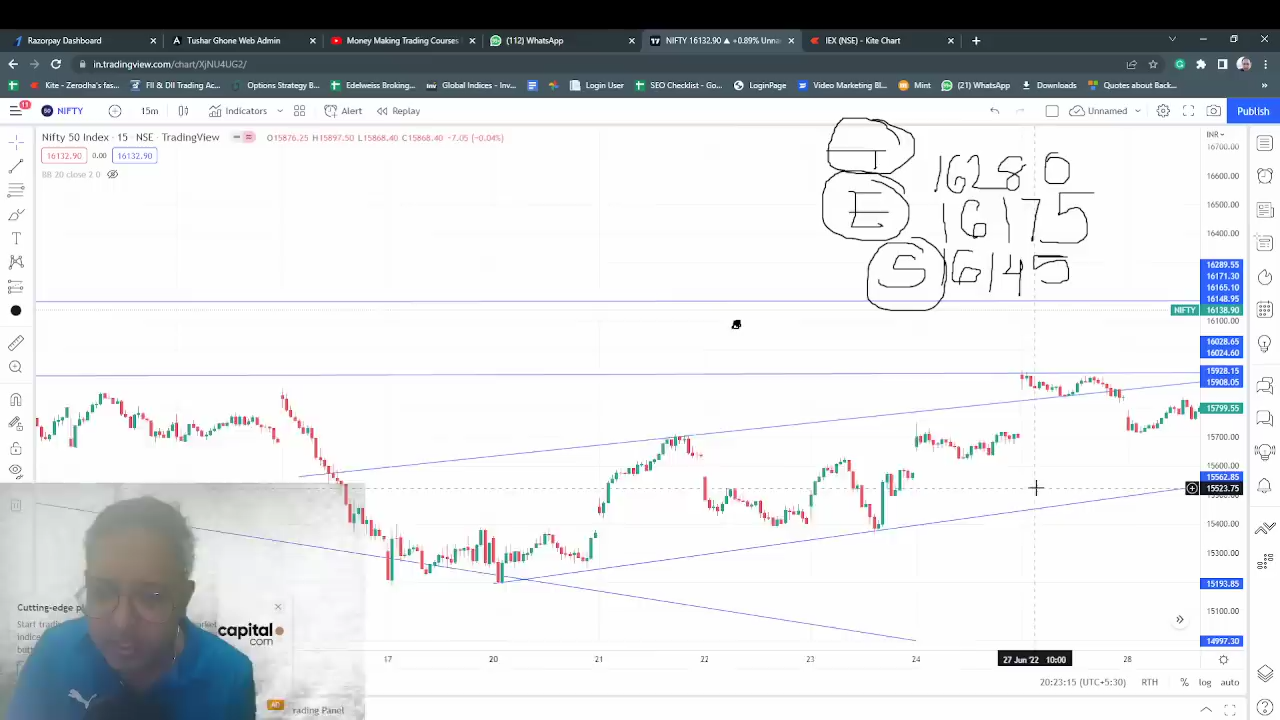 Razorpay Dashboard
Tushar Ghone Web Admin
Money Making Trading Courses
(112) WhatsApp
NIFTY 16132.90 ▲ +0.89% Unna
IEX (NSE) - Kite Chart
in.tradingview.com/chart/XjNU4UG2/
Kite - Zerodha's fas
FII & DII Trading Ac...
Options Strategy B...
Edelweiss Broking...
Global Indices - Inv...
Login User
SEO Checklist - Go...
LoginPage
Video Marketing Bl...
Mint
(21) WhatsApp
Downloads
Quotes about Back...
11
50 NIFTY
15m
Indicators
Alert
Replay
Unnamed
Publish
Nifty 50 Index · 15 · NSE · TradingView
O15876.25 H15897.50 L15868.40 C15868.40 -7.05 (-0.04%)
16132.90 0.00 16132.90
BB 20 close 2 0
T 16280
E 16175
S 16145
INR
16700.00
16600.00
16500.00
16400.00
16289.55
16171.30
16165.10
16148.95
NIFTY 16138.90
16100.00
16028.65
16024.60
15928.15
15908.05
15799.55
15700.00
15600.00
15562.85
15523.75
15400.00
15300.00
15193.85
15100.00
14997.30
Cutting-edge
Start
capital
com
AD
rading Panel
17
20
21
22
23
24
27 Jun '22 10:00
28
20:23:15 (UTC+5:30)
RTH
%
log
auto